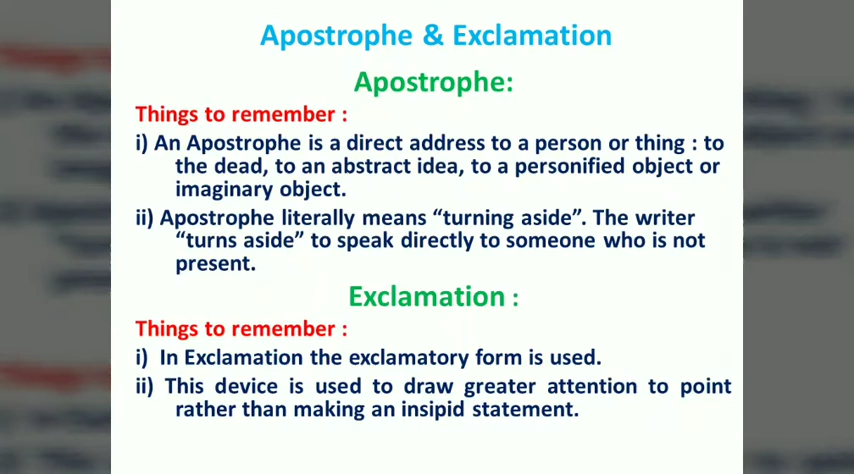 Apostrophe & Exclamation
Apostrophe:
Things to remember :
i) An Apostrophe is a direct address to a person or thing : to
the dead, to an abstract idea, to a personified object or
imaginary object.
ii) Apostrophe literally means “turning aside”. The writer
“turns aside” to speak directly to someone who is not
present.
Exclamation :
Things to remember :
i) In Exclamation the exclamatory form is used.
ii) This device is used to draw greater attention to point
rather than making an insipid statement.